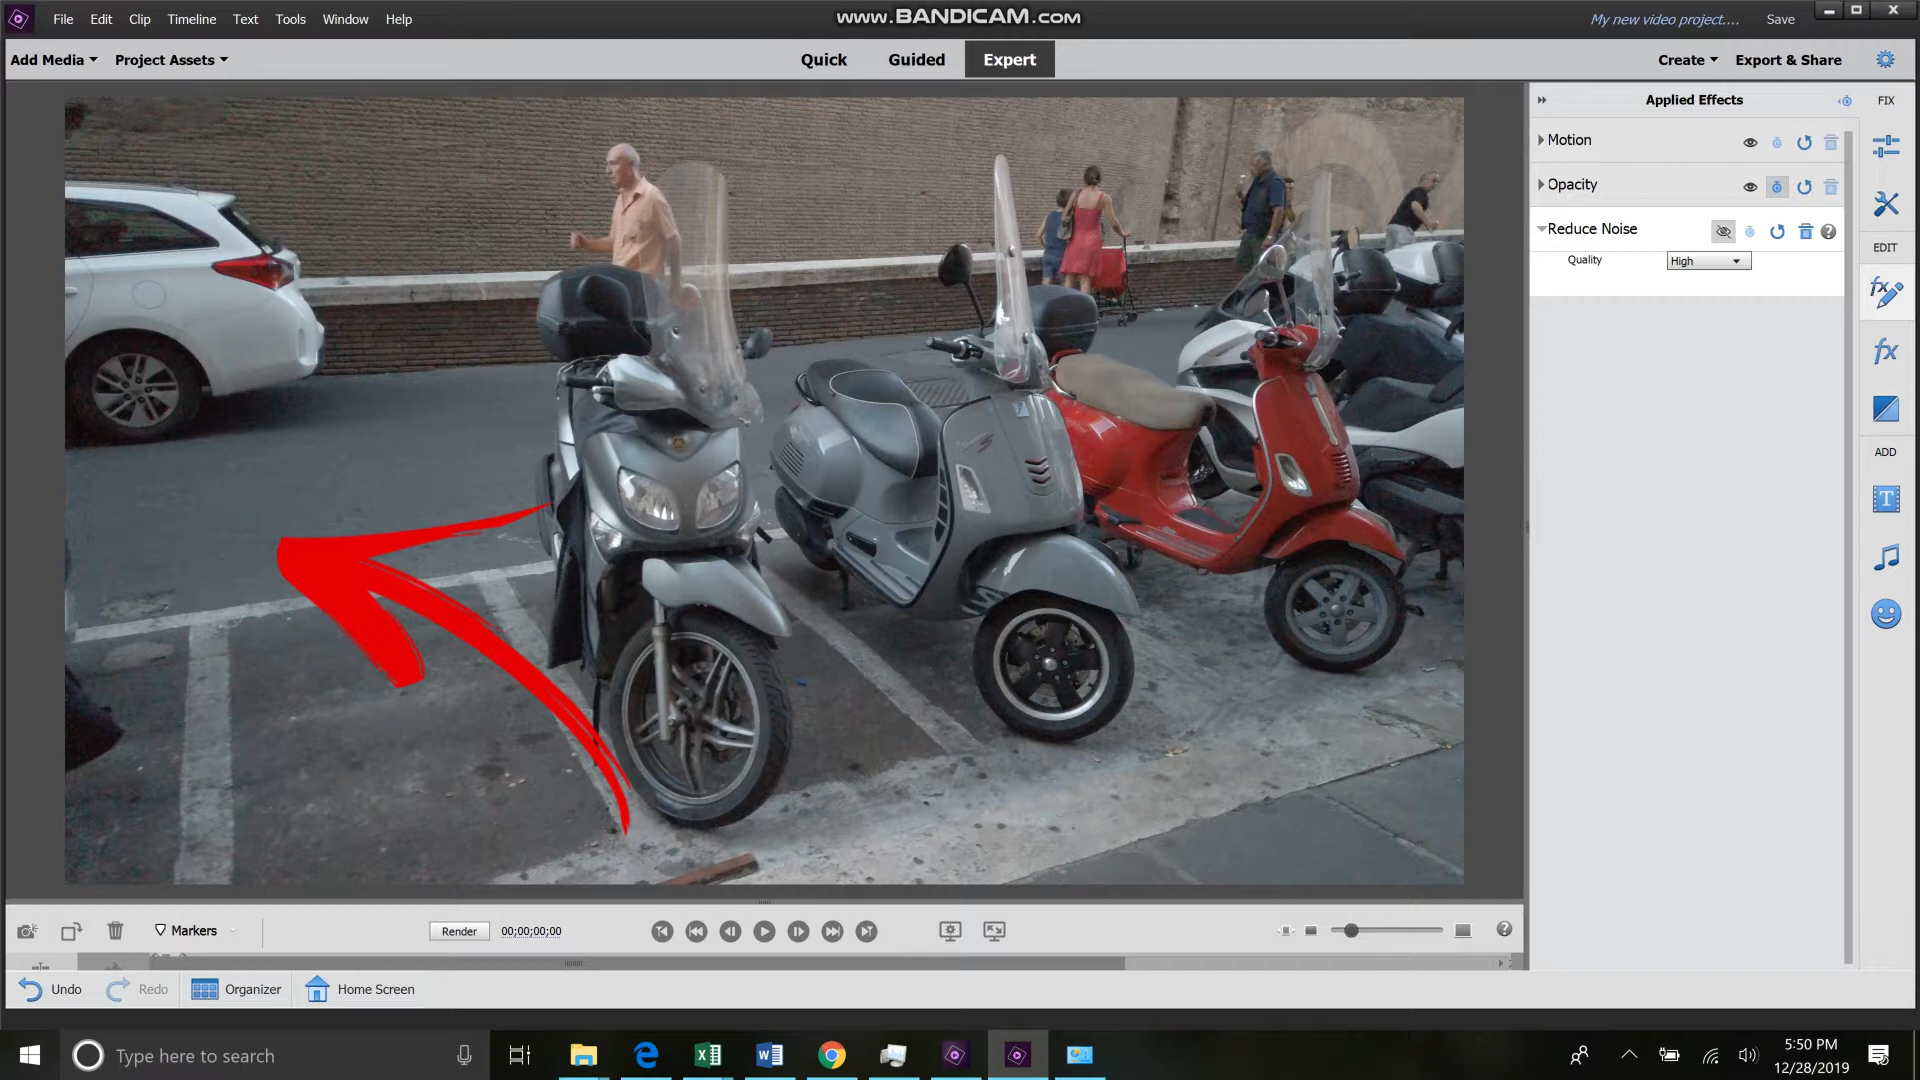 File Edit Clip Timeline Text Tools Window Help
www.BANDICAM.com
My new video project.... Save
Add Media Project Assets
Quick Guided Expert
Create Export & Share
Applied Effects
FIX
Motion
Opacity
Reduce Noise
Quality High
EDIT
fx
fx
ADD
T
Markers
Render 00;00;00;00
Undo Redo Organizer Home Screen
Type here to search
5:50 PM
12/28/2019